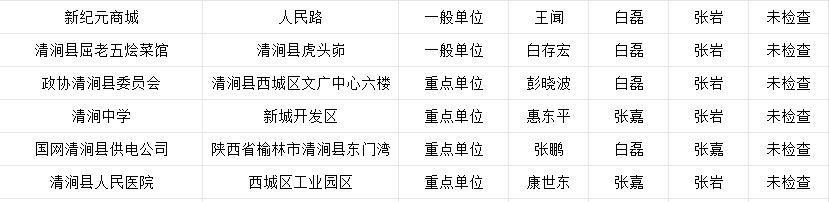 新纪元商城 人民路 一般单位 王闻 白磊 张岩 未检查
清涧县屈老五烩菜馆 清涧县虎头峁 一般单位 白存宏 白磊 张岩 未检查
政协清涧县委员会 清涧县西城区文广中心六楼 重点单位 彭晓波 白磊 张岩 未检查
清涧中学 新城开发区 重点单位 惠东平 张嘉 张岩 未检查
国网清涧县供电公司 陕西省榆林市清涧县东门湾 重点单位 张鹏 白磊 张嘉 未检查
清涧县人民医院 西城区工业园区 重点单位 康世东 张嘉 张岩 未检查